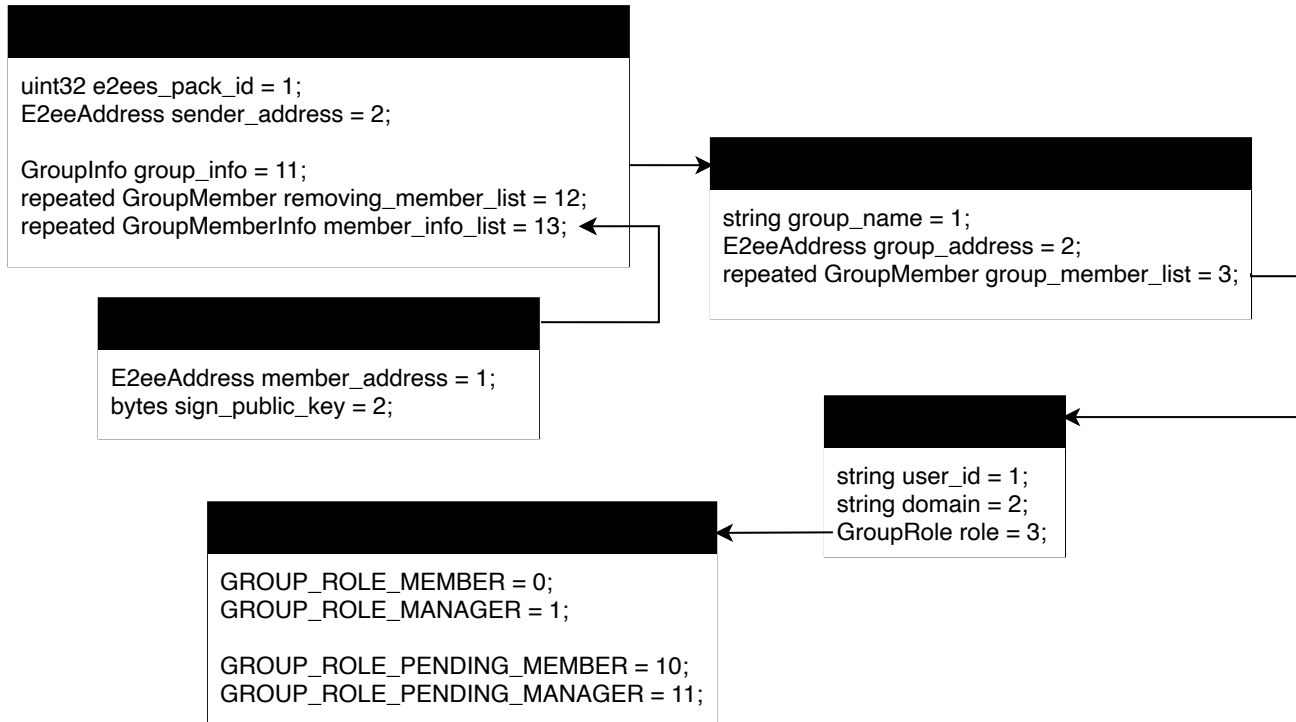 uint32 e2ees_pack_id = 1;
E2eeAddress sender_address = 2;
GroupInfo group_info = 11;
repeated GroupMember removing_member_list = 12;
repeated GroupMemberInfo member_info_list = 13;
string group_name = 1;
E2eeAddress group_address = 2;
repeated GroupMember group_member_list = 3;
E2eeAddress member_address = 1;
bytes sign_public_key = 2;
string user_id = 1;
string domain = 2;
GroupRole role = 3;
GROUP_ROLE_MEMBER = 0;
GROUP_ROLE_MANAGER = 1;
GROUP_ROLE_PENDING_MEMBER = 10;
GROUP_ROLE_PENDING_MANAGER = 11;